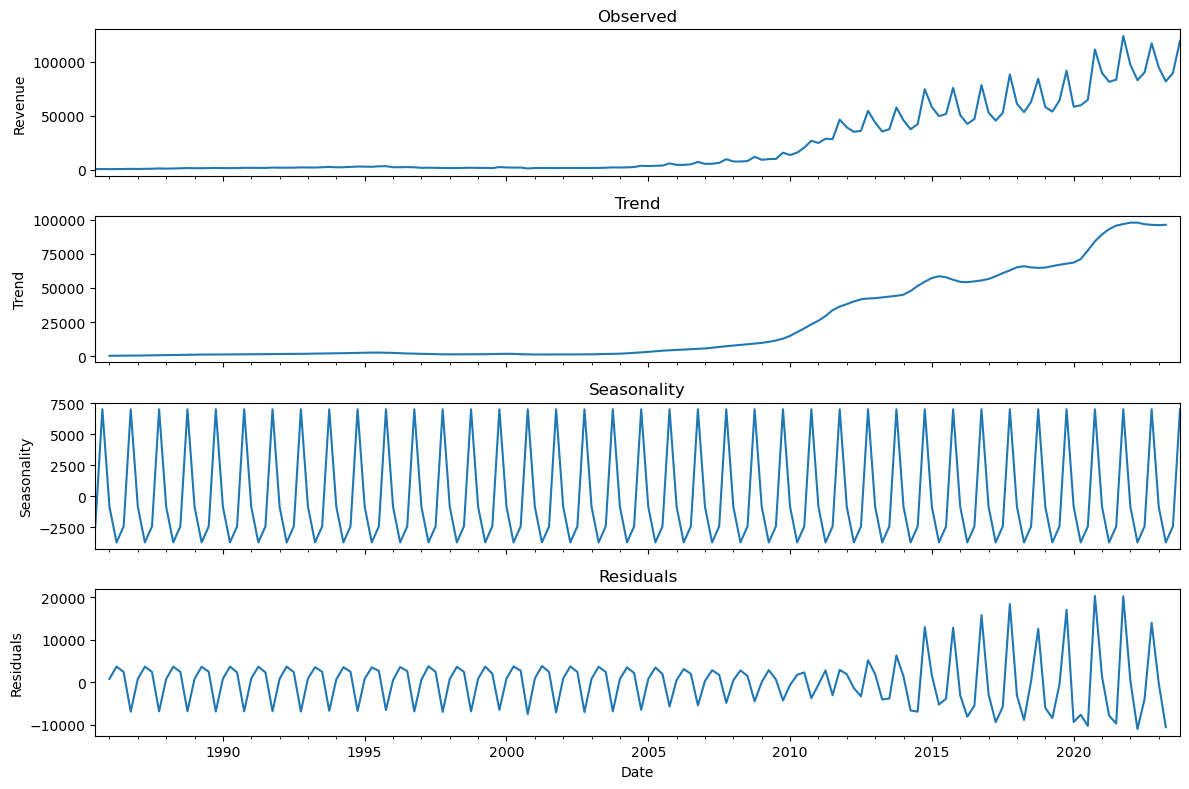 Observed
Revenue
100000
50000
0
Trend
Trend
100000
75000
50000
25000
0
Seasonality
Seasonality
7500
5000
2500
0
−2500
Residuals
Residuals
20000
10000
0
−10000
1990 1995 2000 2005 2010 2015 2020
Date